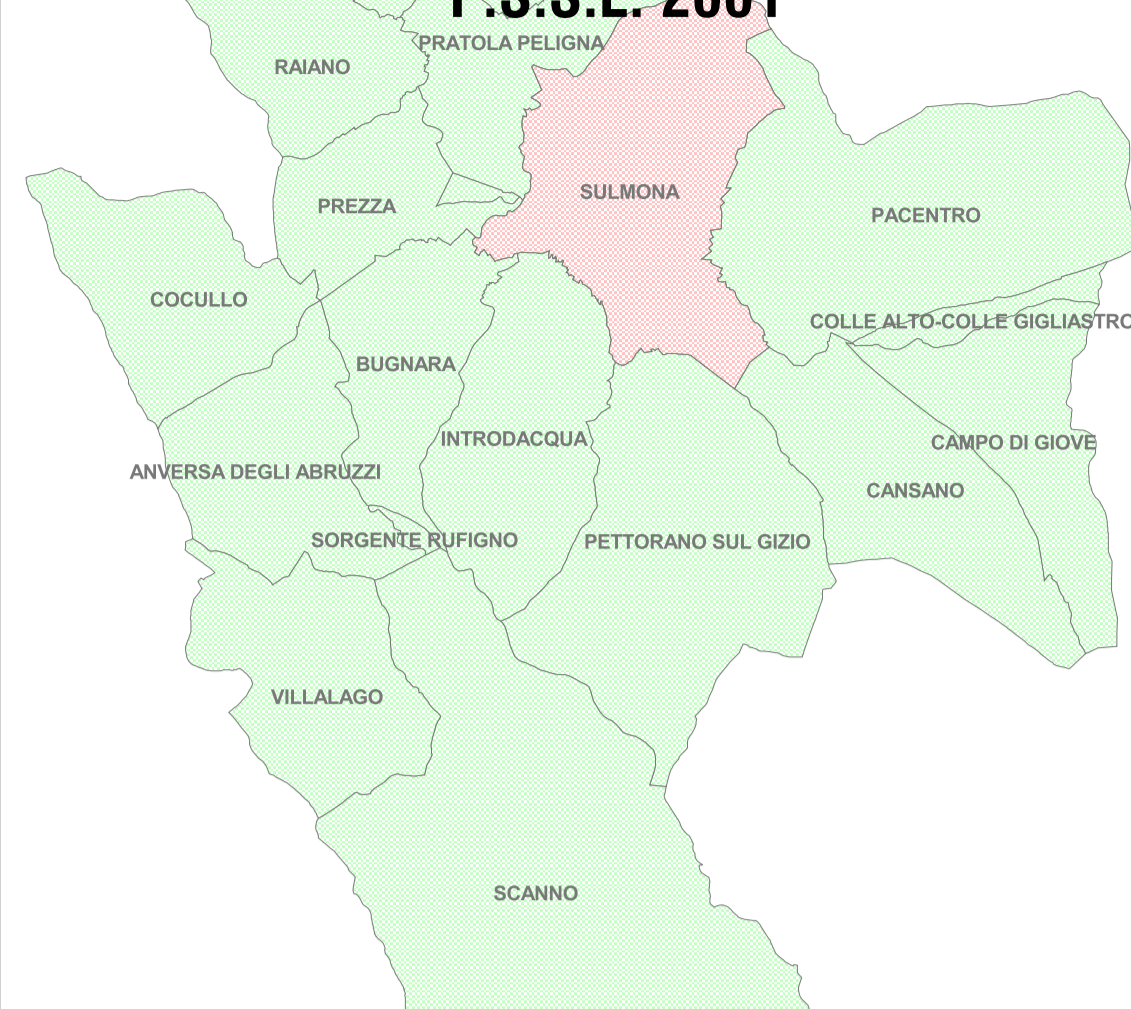 P.S.S.E. 2001
PRATOLA PELIGNA
RAIANO
SULMONA
PREZZA
PACENTRO
COCULLO
COLLE ALTO-COLLE GIGLIASTRO
BUGNARA
INTRODACQUA
CAMPO DI GIOVE
ANVERSA DEGLI ABRUZZI
CANSANO
SORGENTE RUFIGNO
PETTORANO SUL GIZIO
VILLALAGO
SCANNO